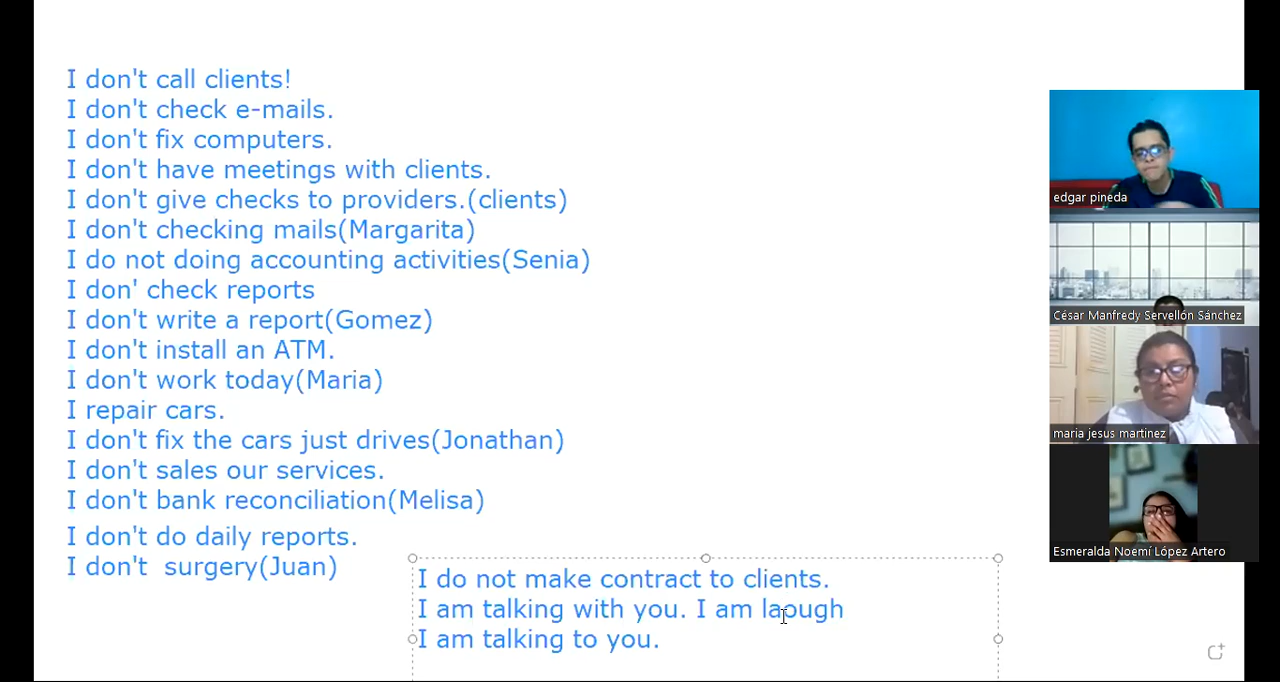 I don't call clients!
I don't check e-mails.
I don't fix computers.
I don't have meetings with clients.
I don't give checks to providers.(clients)
I don't checking mails(Margarita)
I do not doing accounting activities(Senia)
I don' check reports
I don't write a report(Gomez)
I don't install an ATM.
I don't work today(Maria)
I repair cars.
I don't fix the cars just drives(Jonathan)
I don't sales our services.
I don't bank reconciliation(Melisa)
I don't do daily reports.
I don't  surgery(Juan)
I do not make contract to clients.
I am talking with you. I am laough
I am talking to you.
edgar pineda
César Manfredy Servellón Sánchez
maria jesus martinez
Esmeralda Noemí López Artero